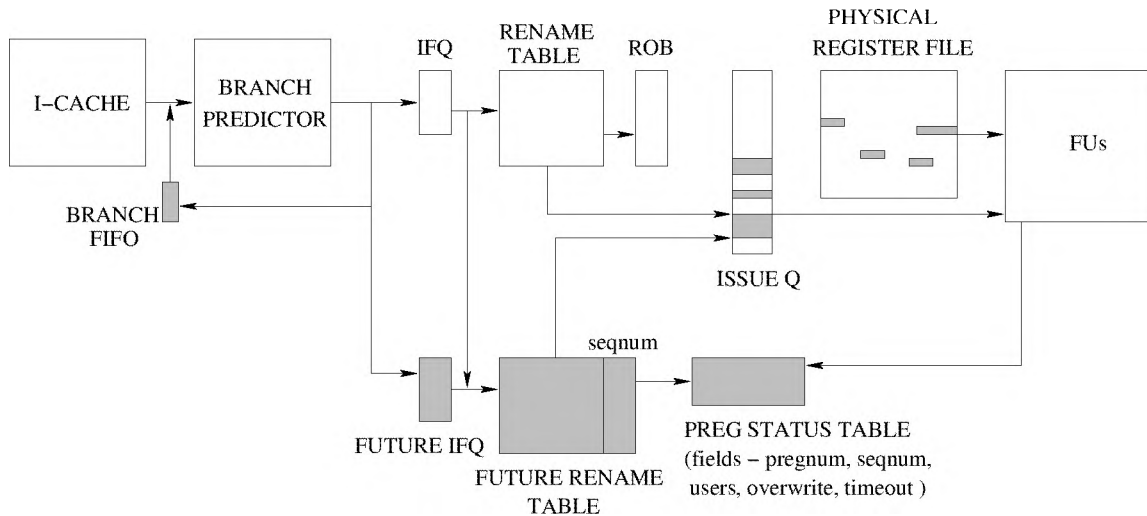 I-CACHE
BRANCH
PREDICTOR
BRANCH
FIFO
IFQ
RENAME
TABLE
ROB
ISSUE Q
PHYSICAL
REGISTER FILE
FUs
FUTURE IFQ
seqnum
FUTURE RENAME
TABLE
PREG STATUS TABLE
(fields - pregnum, seqnum,
users, overwrite, timeout )